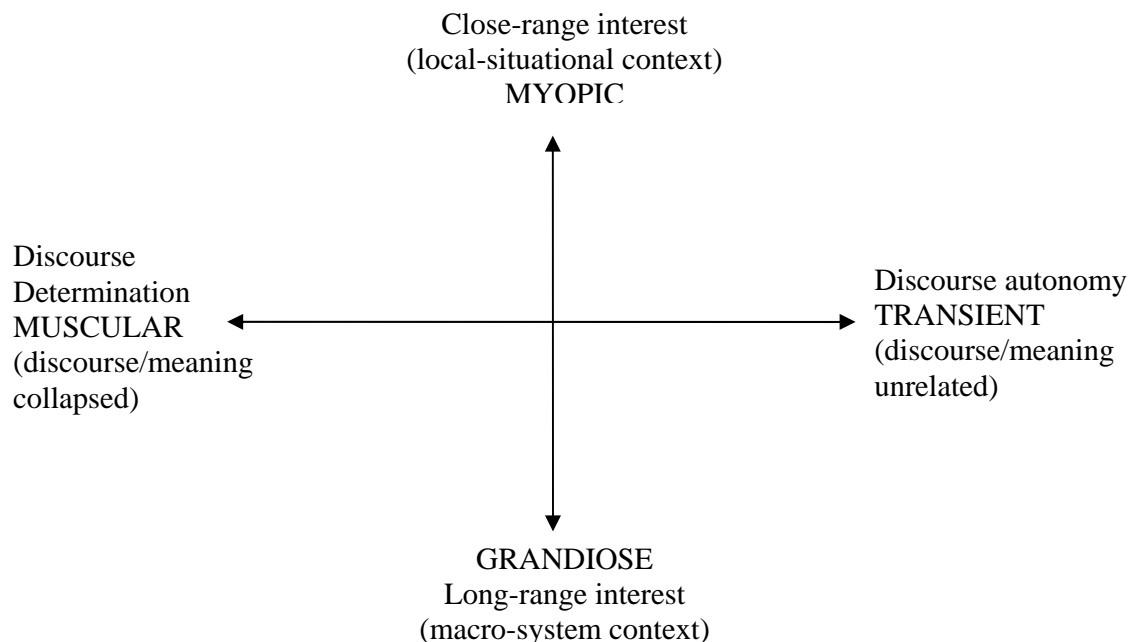 Close-range interest
(local-situational context)
MYOPIC
Discourse
Determination
MUSCULAR
(discourse/meaning
collapsed)
Discourse autonomy
TRANSIENT
(discourse/meaning
unrelated)
GRANDIOSE
Long-range interest
(macro-system context)